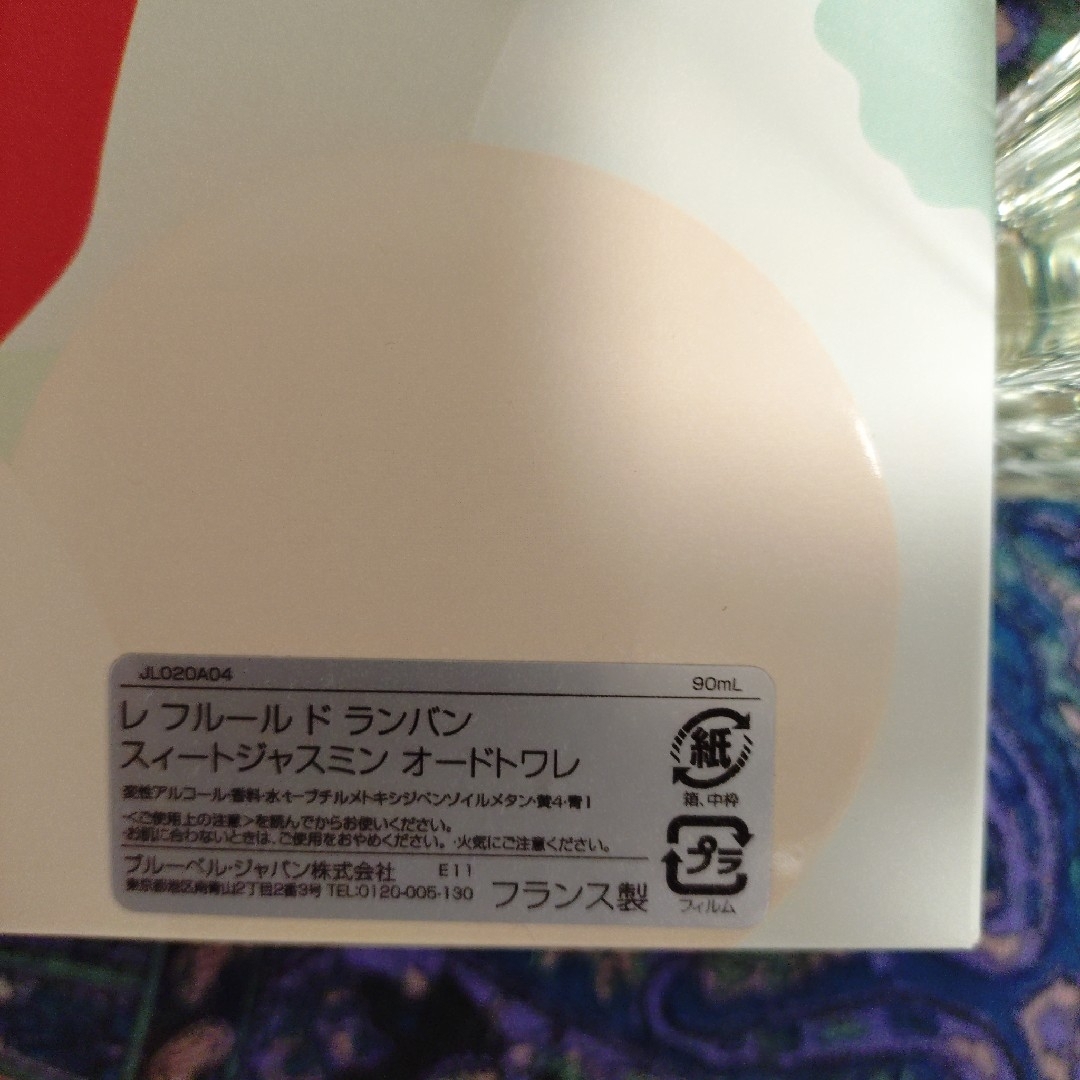 JL020A04
90mL
レ フルール ド ランバン
スィートジャスミン オードトワレ
変性アルコール・香料・水・t-ブチルメトキシジベンゾイルメタン・黄4・青1
<ご使用上の注意>を読んでからお使いください。
・お肌に合わないときは、ご使用をおやめください。・火気にご注意ください。
ブルーベル・ジャパン株式会社 E11
東京都港区南青山2丁目2番3号 TEL:0120-005-130
フランス製
紙
箱、中枠
プラ
フィルム